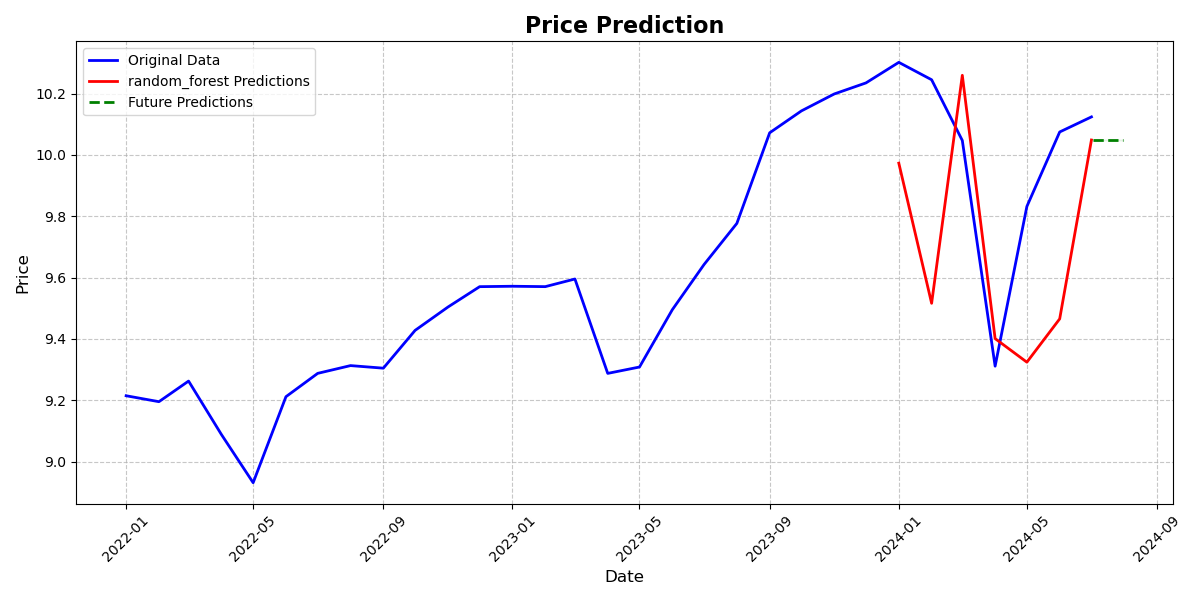 Price Prediction
Original Data
random_forest Predictions
Future Predictions
Price
10.2
10.0
9.8
9.6
9.4
9.2
9.0
2022-01
2022-05
2022-09
2023-01
2023-05
2023-09
2024-01
2024-05
2024-09
Date